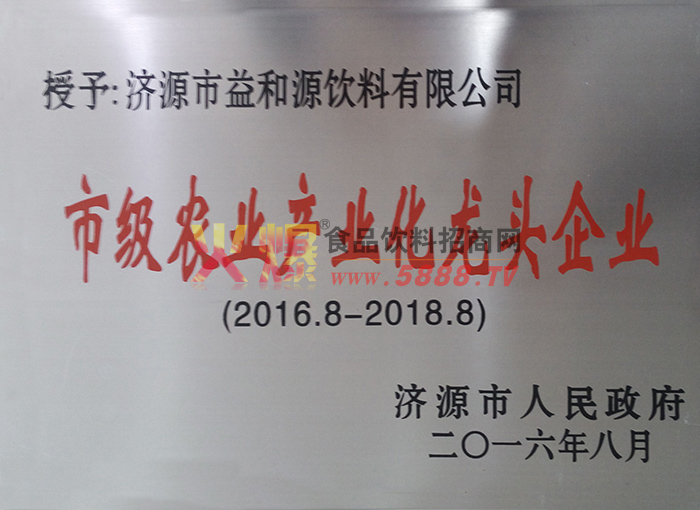 授予:济源市益和源饮料有限公司
市级农业产业化龙头企业
火爆®食品饮料招商网
www.5888.TV
(2016.8-2018.8)
济源市人民政府
二〇一六年八月